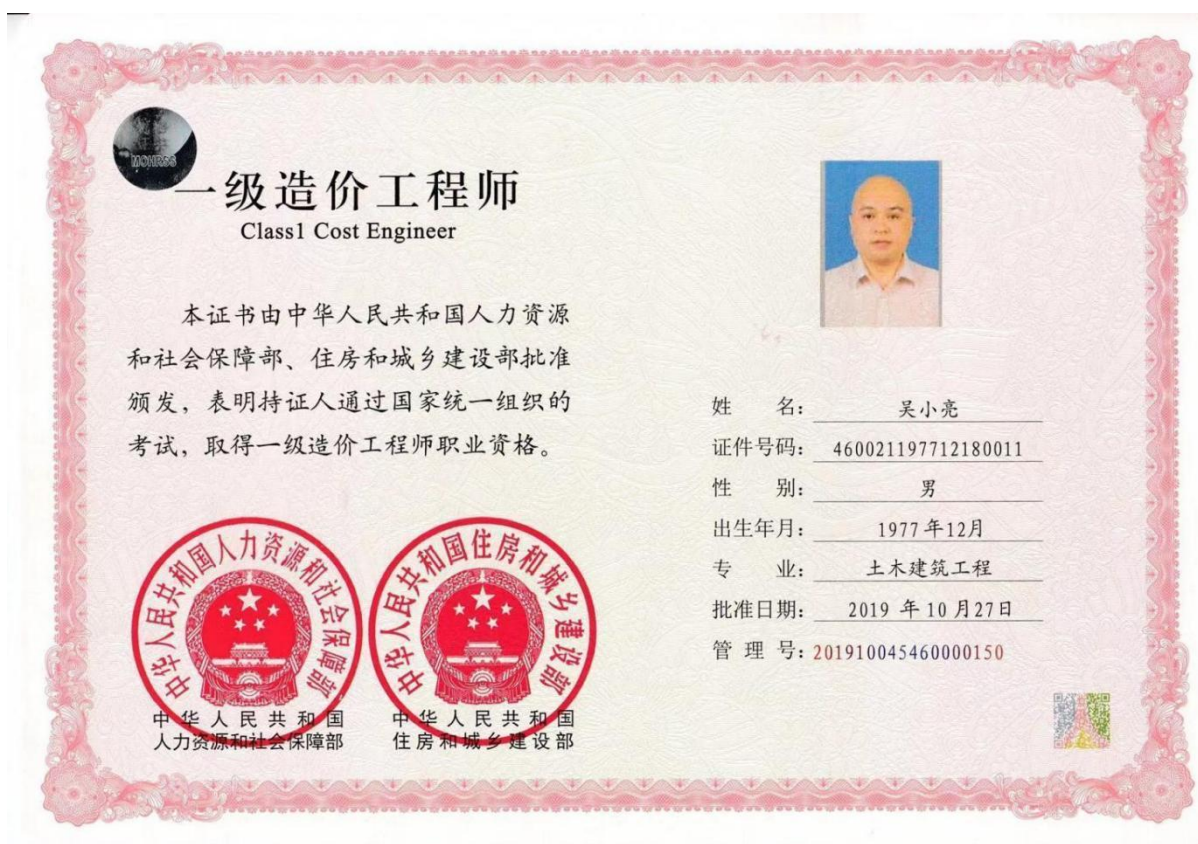 MOHRSS
一级造价工程师
Class1 Cost Engineer
本证书由中华人民共和国人力资源
和社会保障部、住房和城乡建设部批准
颁发，表明持证人通过国家统一组织的
考试，取得一级造价工程师职业资格。
中华人民共和国人力资源和社会保障部
中华人民共和国住房和城乡建设部
中华人民共和国
人力资源和社会保障部
中华人民共和国
住房和城乡建设部
姓 名： 吴小亮
证件号码： 460021197712180011
性 别： 男
出生年月： 1977年12月
专 业： 土木建筑工程
批准日期： 2019 年 10 月27日
管 理 号：201910045460000150